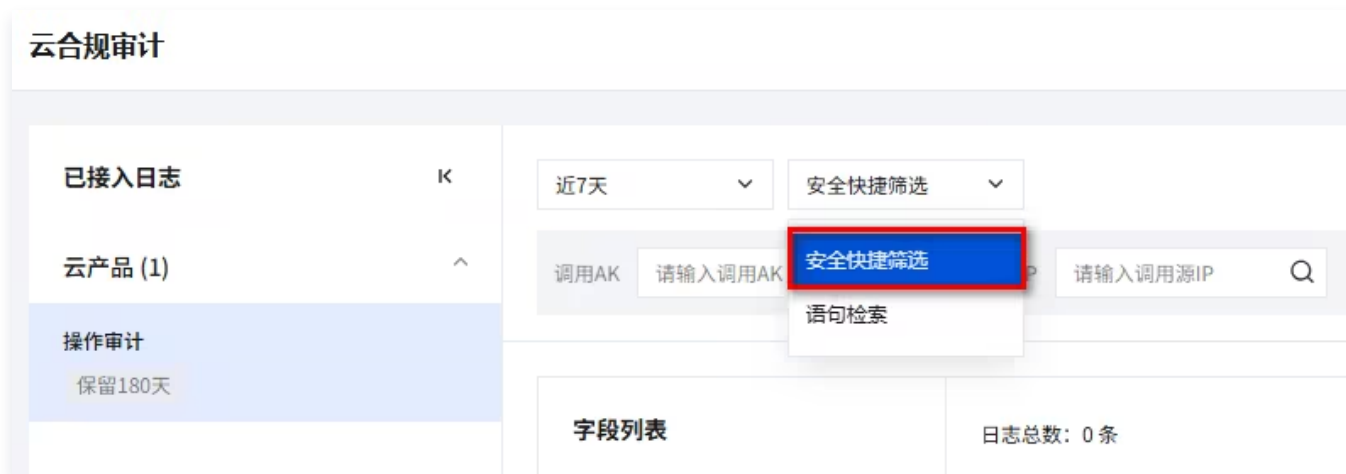 云合规审计
已接入日志
近7天
安全快捷筛选
云产品 (1)
安全快捷筛选
调用AK
请输入调用AK
P
请输入调用源IP
语句检索
操作审计
保留180天
字段列表
日志总数：0 条